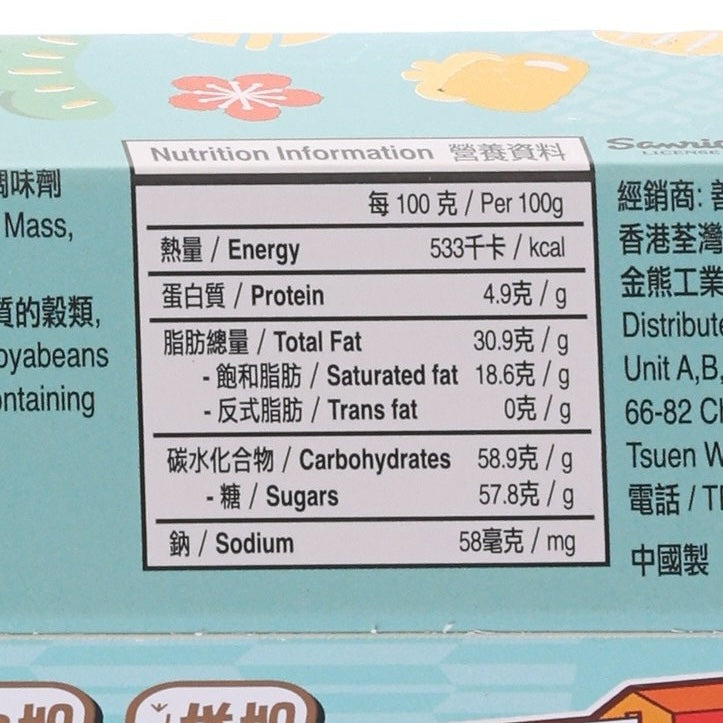 Nutrition Information 營養資料
每 100 克 / Per 100g
熱量 / Energy 533千卡 / kcal
蛋白質 / Protein 4.9克 / g
脂肪總量 / Total Fat 30.9克 / g
- 飽和脂肪 / Saturated fat 18.6克 / g
- 反式脂肪 / Trans fat 0克 / g
碳水化合物 / Carbohydrates 58.9克 / g
- 糖 / Sugars 57.8克 / g
鈉 / Sodium 58毫克 / mg
味劑
Mass,
質的穀類,
oyabeans
ontaining
LICENSE
經銷商:
香港荃灣
金熊工業
Distribute
Unit A,B,
66-82
Tsuen W
電話 /
中國製